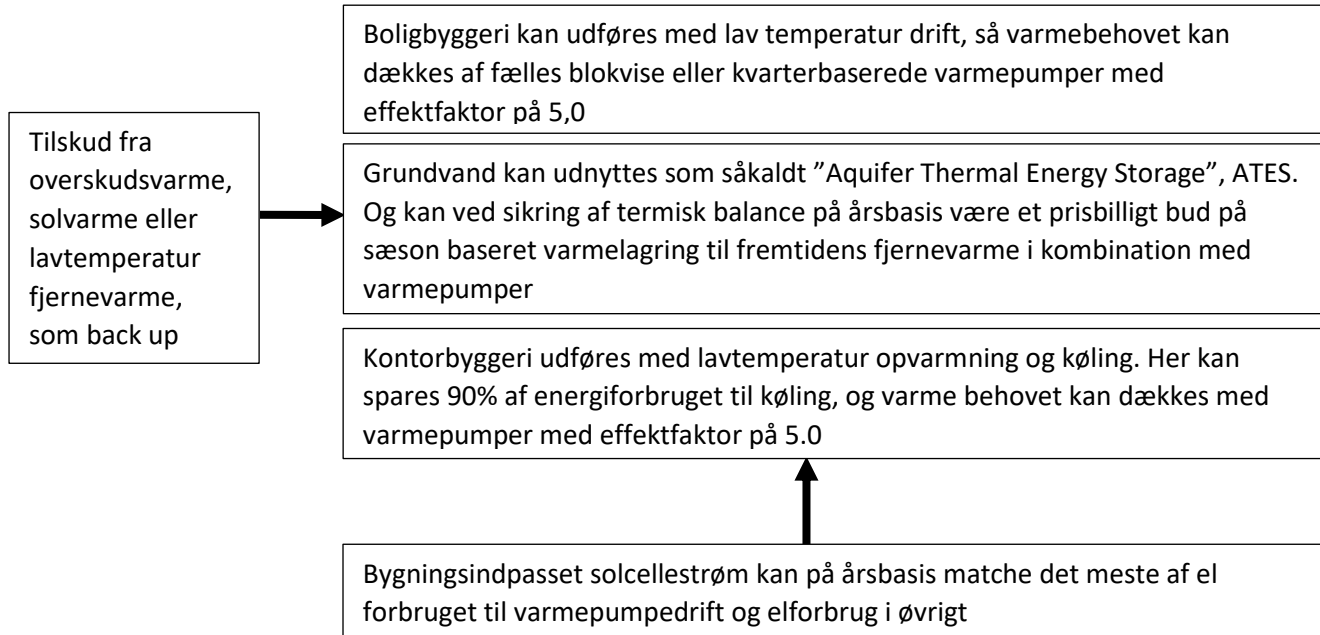 Boligbyggeri kan udføres med lav temperatur drift, så varmebehovet kan
dækkes af fælles blokvise eller kvarterbaserede varmepumper med
effektfaktor på 5,0
Tilskud fra
overskudsvarme,
solvarme eller
lavtemperatur
fjernevarme,
som back up
Grundvand kan udnyttes som såkaldt ”Aquifer Thermal Energy Storage”, ATES.
Og kan ved sikring af termisk balance på årsbasis være et prisbilligt bud på
sæson baseret varmelagring til fremtidens fjernevarme i kombination med
varmepumper
Kontorbyggeri udføres med lavtemperatur opvarmning og køling. Her kan
spares 90% af energiforbruget til køling, og varme behovet kan dækkes med
varmepumper med effektfaktor på 5.0
Bygningsindpasset solcellestrøm kan på årsbasis matche det meste af el
forbruget til varmepumpedrift og elforbrug i øvrigt